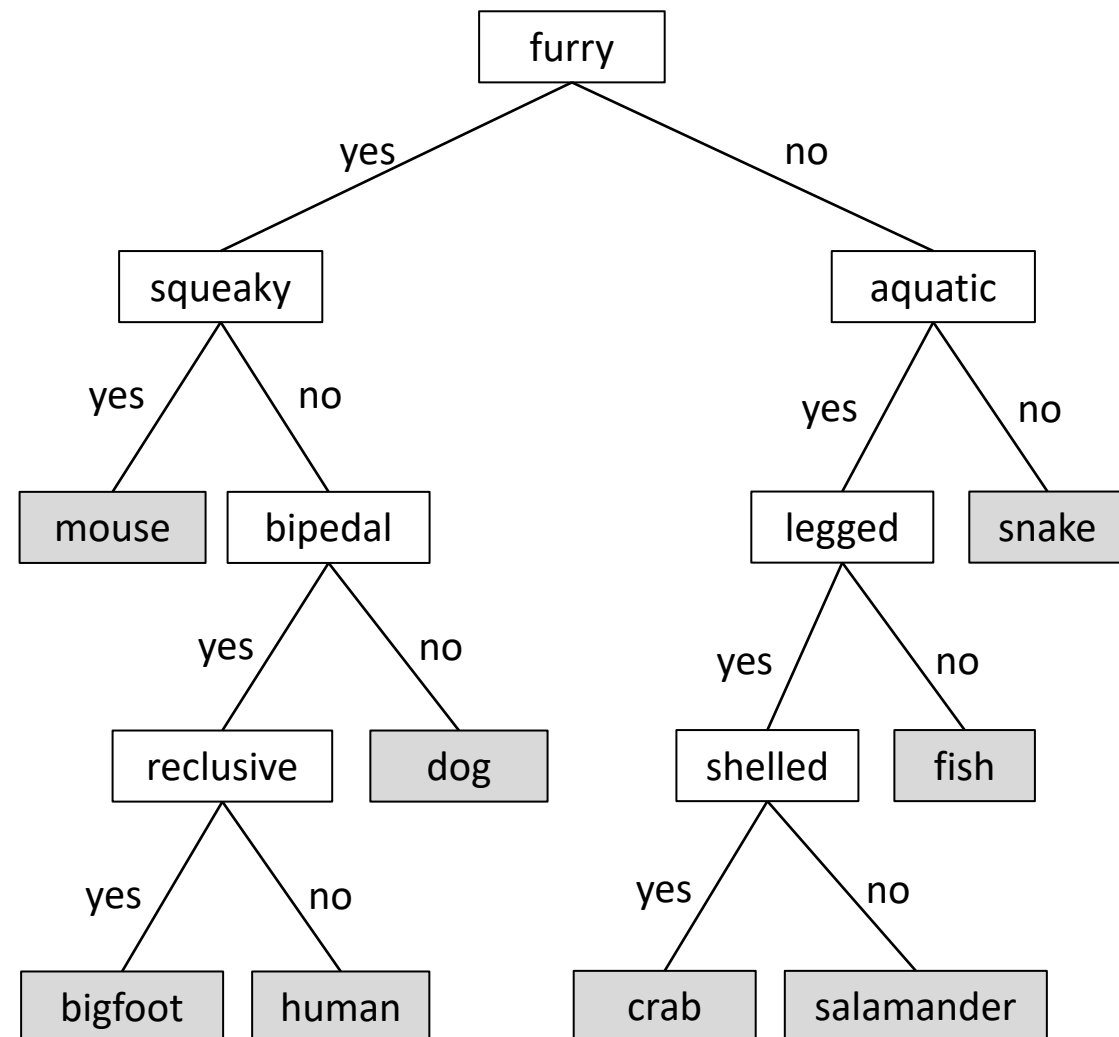 furry
yes
no
squeaky
aquatic
yes
no
yes
no
mouse
bipedal
legged
snake
yes
no
yes
no
reclusive
dog
shelled
fish
yes
no
yes
no
bigfoot
human
crab
salamander